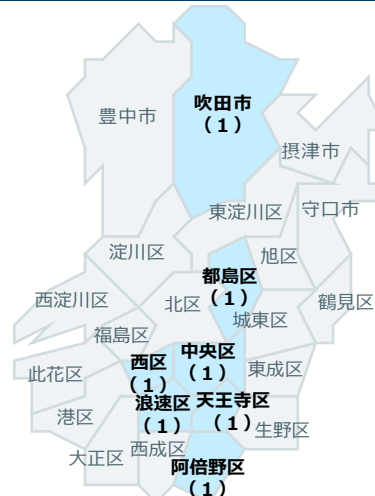 吹田市
（１）
豊中市
摂津市
東淀川区
守口市
淀川区
旭区
都島区
（１）
西淀川区
北区
鶴見区
城東区
福島区
中央区
（１）
西区
（１）
東成区
此花区
浪速区
（１）
天王寺区
（１）
港区
生野区
西成区
大正区
阿倍野区
（１）